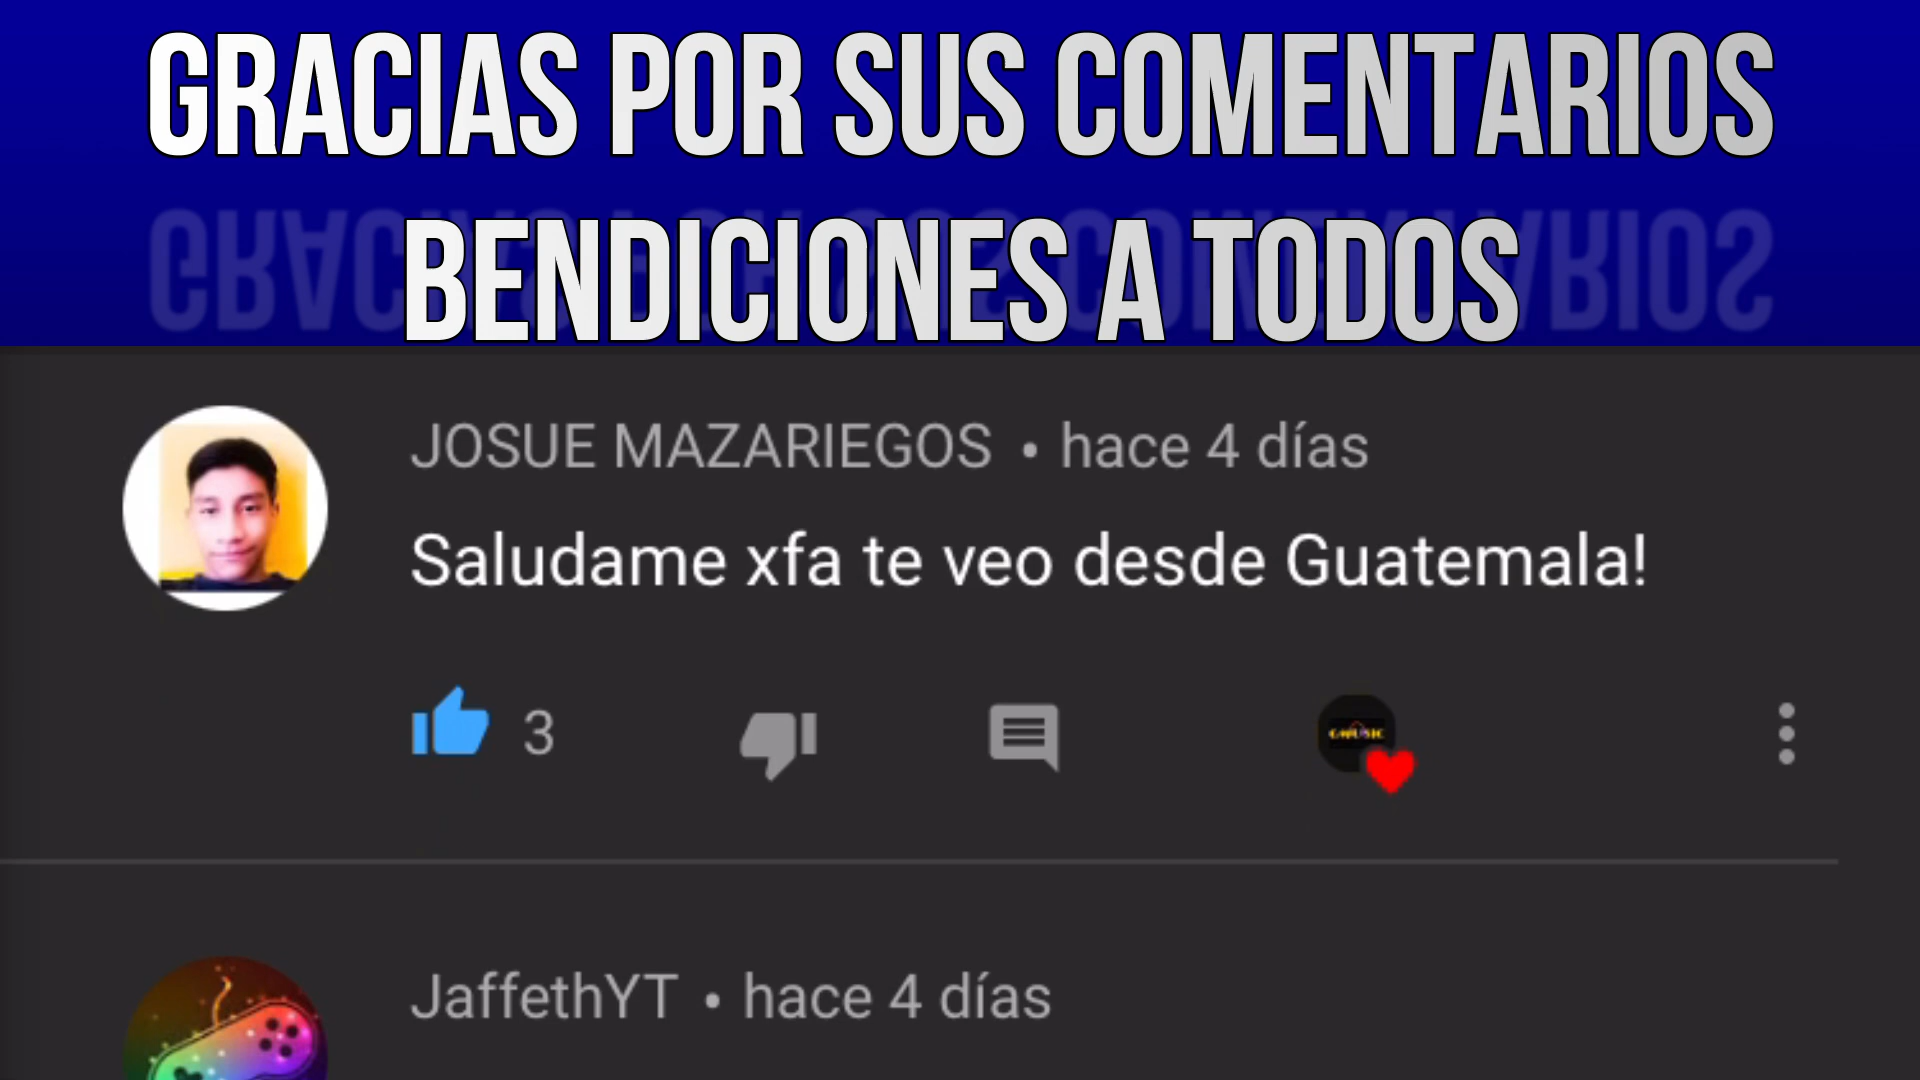 GRACIAS POR SUS COMENTARIOS
BENDICIONES A TODOS
JOSUE MAZARIEGOS • hace 4 días
Saludame xfa te veo desde Guatemala!
3
JaffethYT • hace 4 días